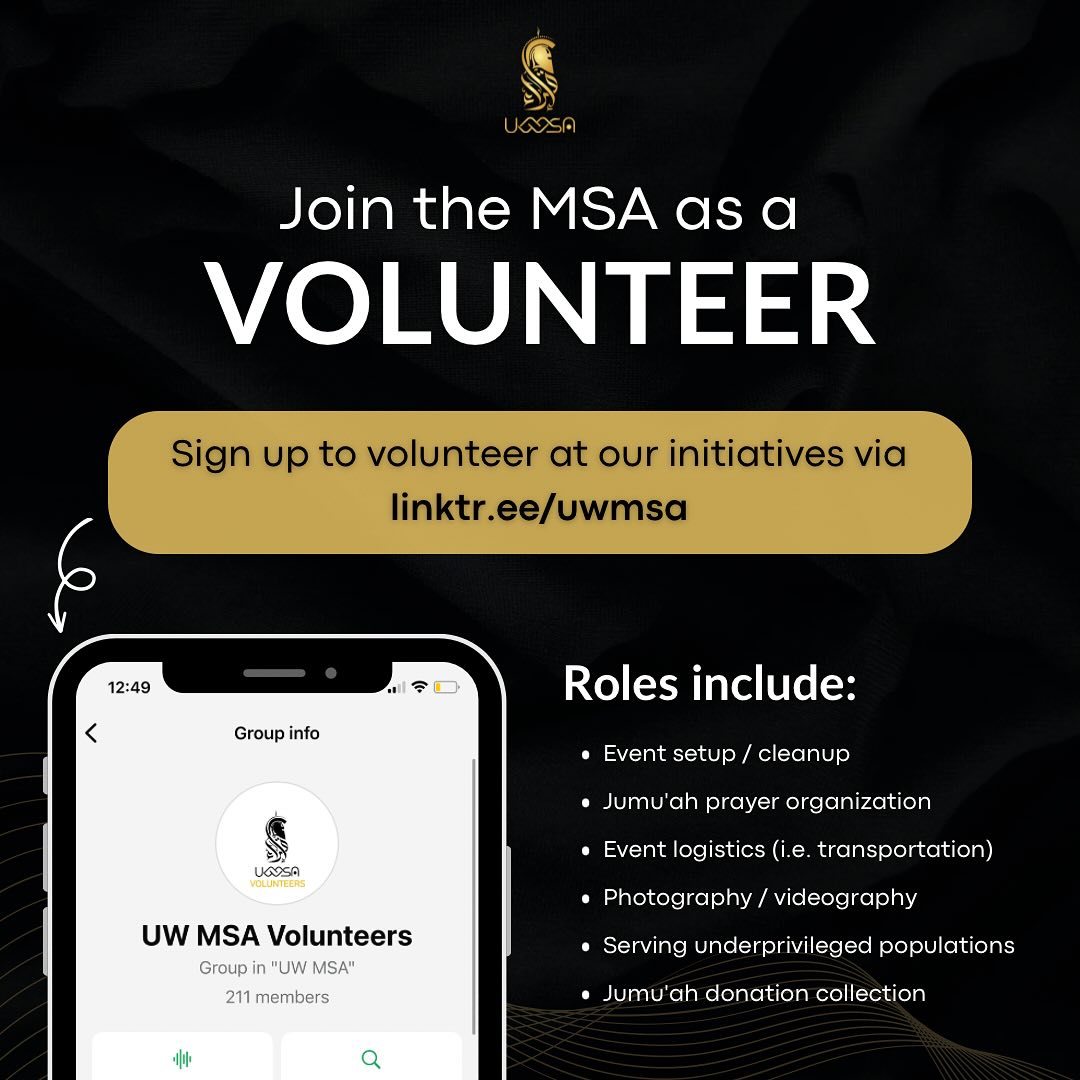 UWMSA
Join the MSA as a
VOLUNTEER
Sign up to volunteer at our initiatives via
linktr.ee/uwmsa
12:49
Group info
UWMSA
VOLUNTEERS
UW MSA Volunteers
Group in "UW MSA"
211 members
Roles include:
• Event setup / cleanup
• Jumu'ah prayer organization
• Event logistics (i.e. transportation)
• Photography / videography
• Serving underprivileged populations
• Jumu'ah donation collection